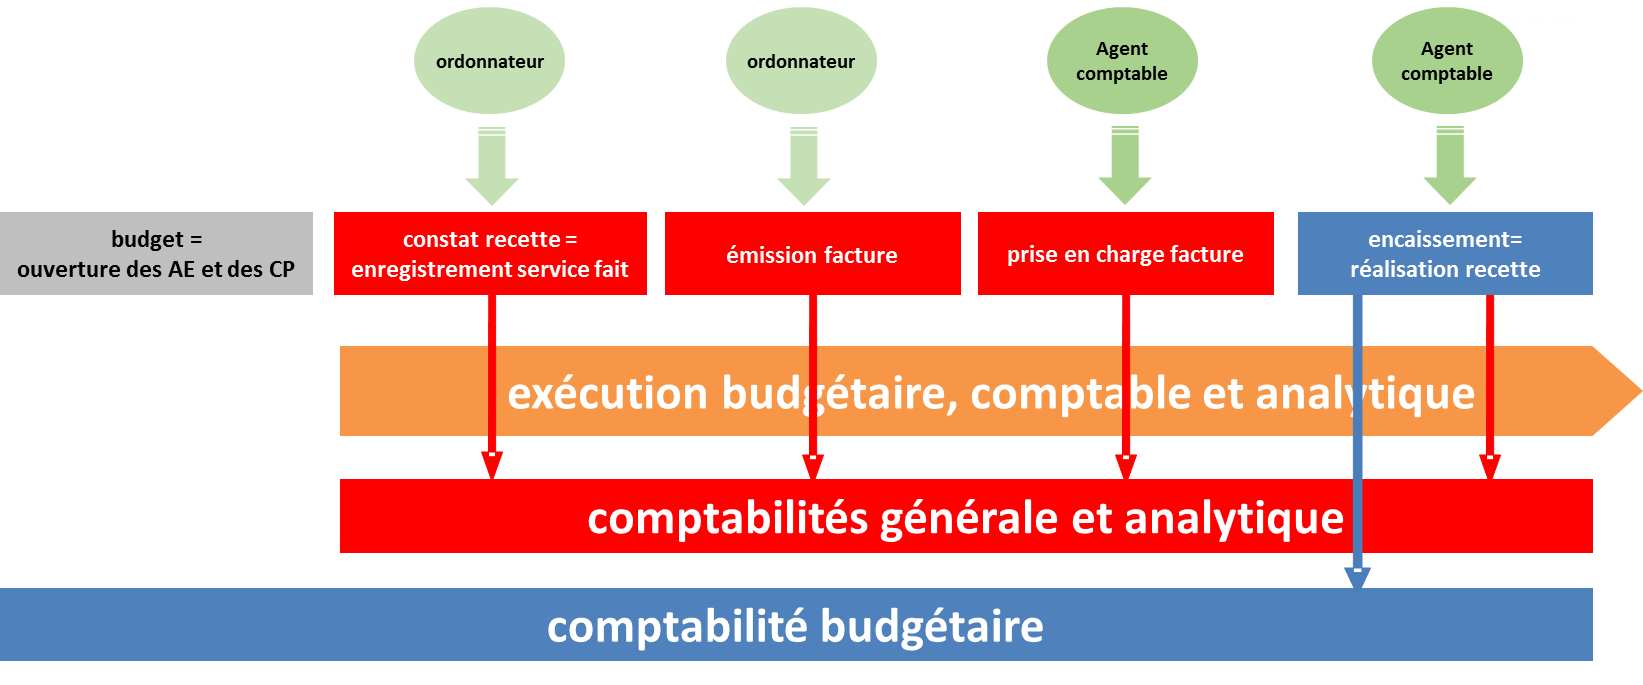 ordonnateur
ordonnateur
Agent
comptable
Agent
comptable
budget =
ouverture des AE et des CP
constat recette =
enregistrement service fait
émission facture
prise en charge facture
encaissement=
réalisation recette
exécution budgétaire, comptable et analytique
comptabilités générale et analytique
comptabilité budgétaire